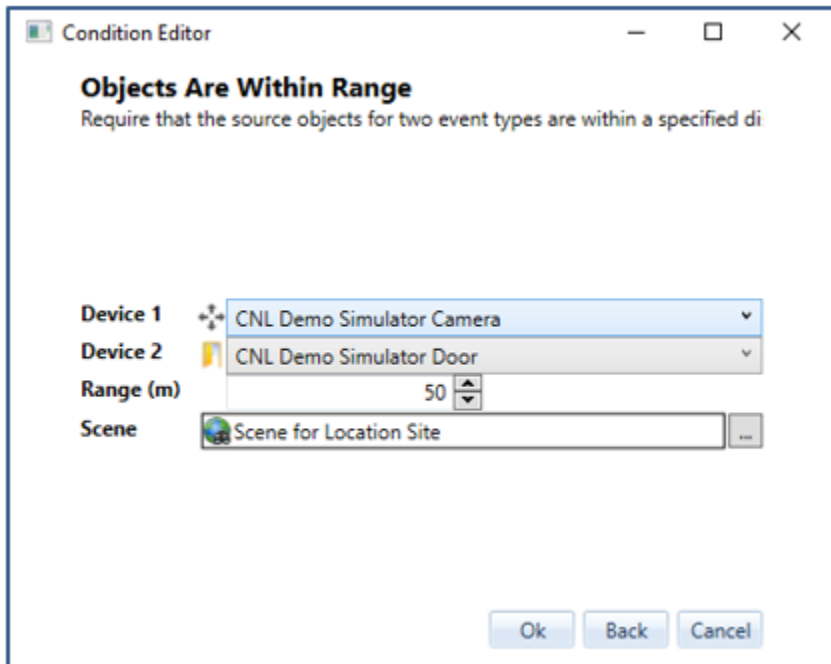 Condition Editor
Objects Are Within Range
Require that the source objects for two event types are within a specified di
Device 1 CNL Demo Simulator Camera
Device 2 CNL Demo Simulator Door
Range (m) 50
Scene Scene for Location Site ...
Ok Back Cancel